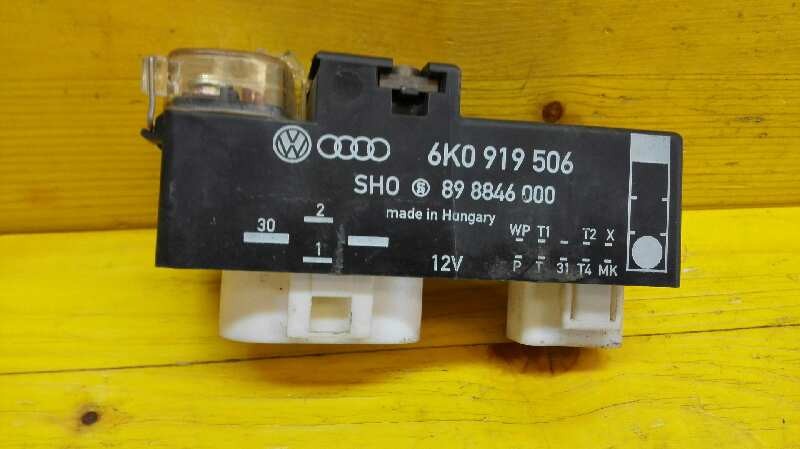 6K0 919 506
SHO S 89 8846 000
made in Hungary
30 2
1
12V
WP T1 - T2 X
P T 31 T4 MK